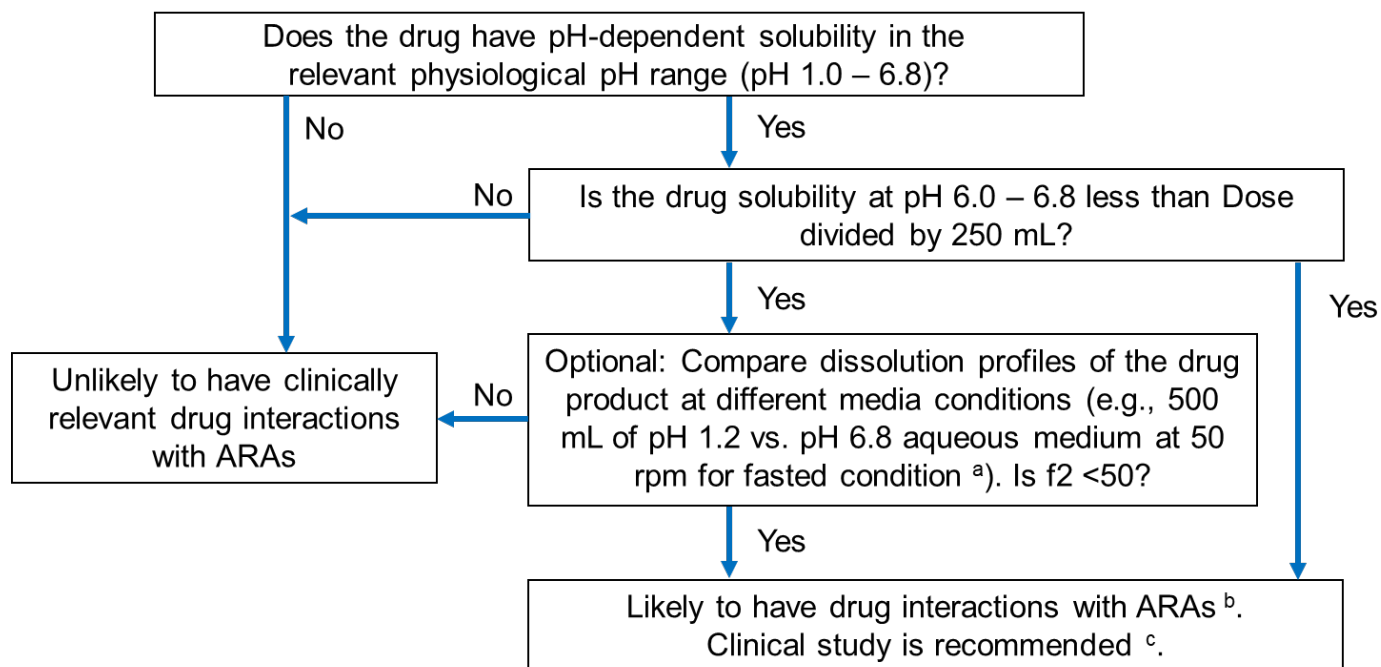 Does the drug have pH-dependent solubility in the
relevant physiological pH range (pH 1.0 – 6.8)?
No
Yes
No
Is the drug solubility at pH 6.0 – 6.8 less than Dose
divided by 250 mL?
Yes
Yes
Unlikely to have clinically
relevant drug interactions
with ARAs
No
Optional: Compare dissolution profiles of the drug
product at different media conditions (e.g., 500
mL of pH 1.2 vs. pH 6.8 aqueous medium at 50
rpm for fasted condition ᵃ). Is f2 <50?
Yes
Likely to have drug interactions with ARAs ᵇ.
Clinical study is recommended ᶜ.